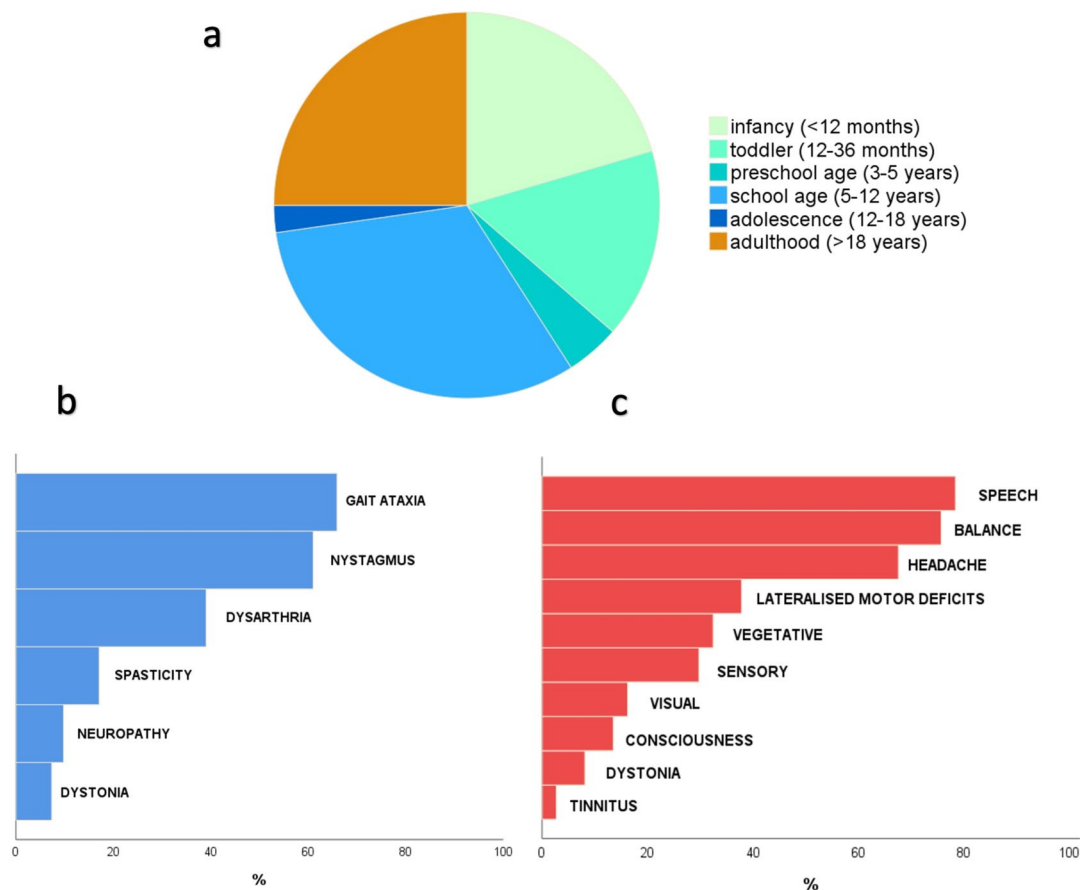 a
infancy (<12 months)
toddler (12-36 months)
preschool age (3-5 years)
school age (5-12 years)
adolescence (12-18 years)
adulthood (>18 years)
b
GAIT ATAXIA
NYSTAGMUS
DYSARTHRIA
SPASTICITY
NEUROPATHY
DYSTONIA
0 20 40 60 80 100
%
c
SPEECH
BALANCE
HEADACHE
LATERALISED MOTOR DEFICITS
VEGETATIVE
SENSORY
VISUAL
CONSCIOUSNESS
DYSTONIA
TINNITUS
0 20 40 60 80 100
%